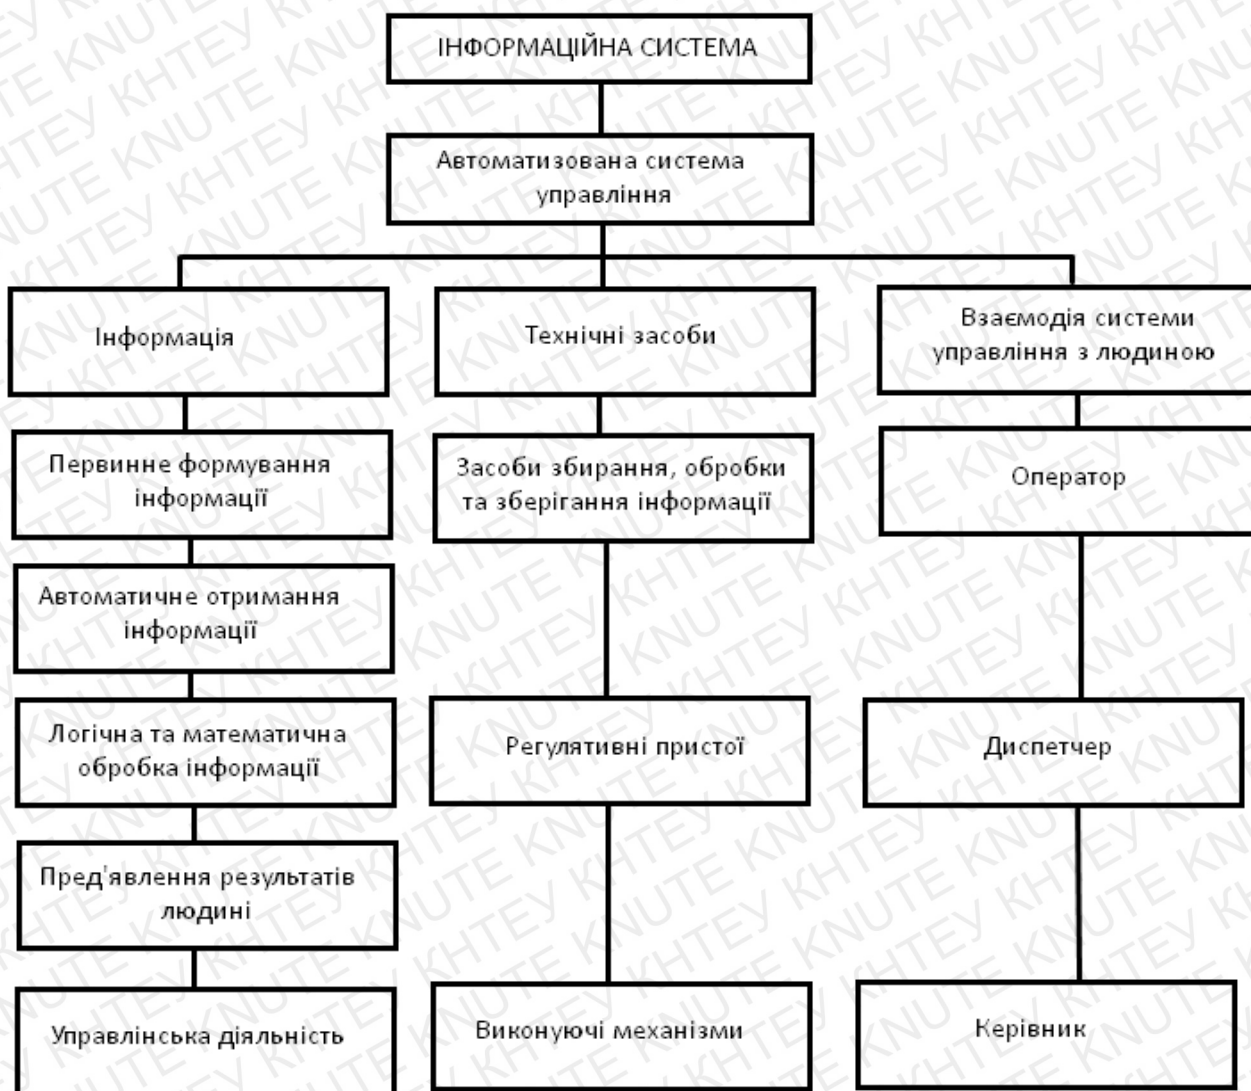 ІНФОРМАЦІЙНА СИСТЕМА
Автоматизована система
управління
Інформація
Технічні засоби
Взаємодія системи
управління з людиною
Первинне формування
інформації
Засоби збирання, обробки
та зберігання інформації
Оператор
Автоматичне отримання
інформації
Логічна та математична
обробка інформації
Регулятивні пристої
Диспетчер
Пред'явлення результатів
людині
Управлінська діяльність
Виконуючі механізми
Керівник
KNUTE КНТЕУ